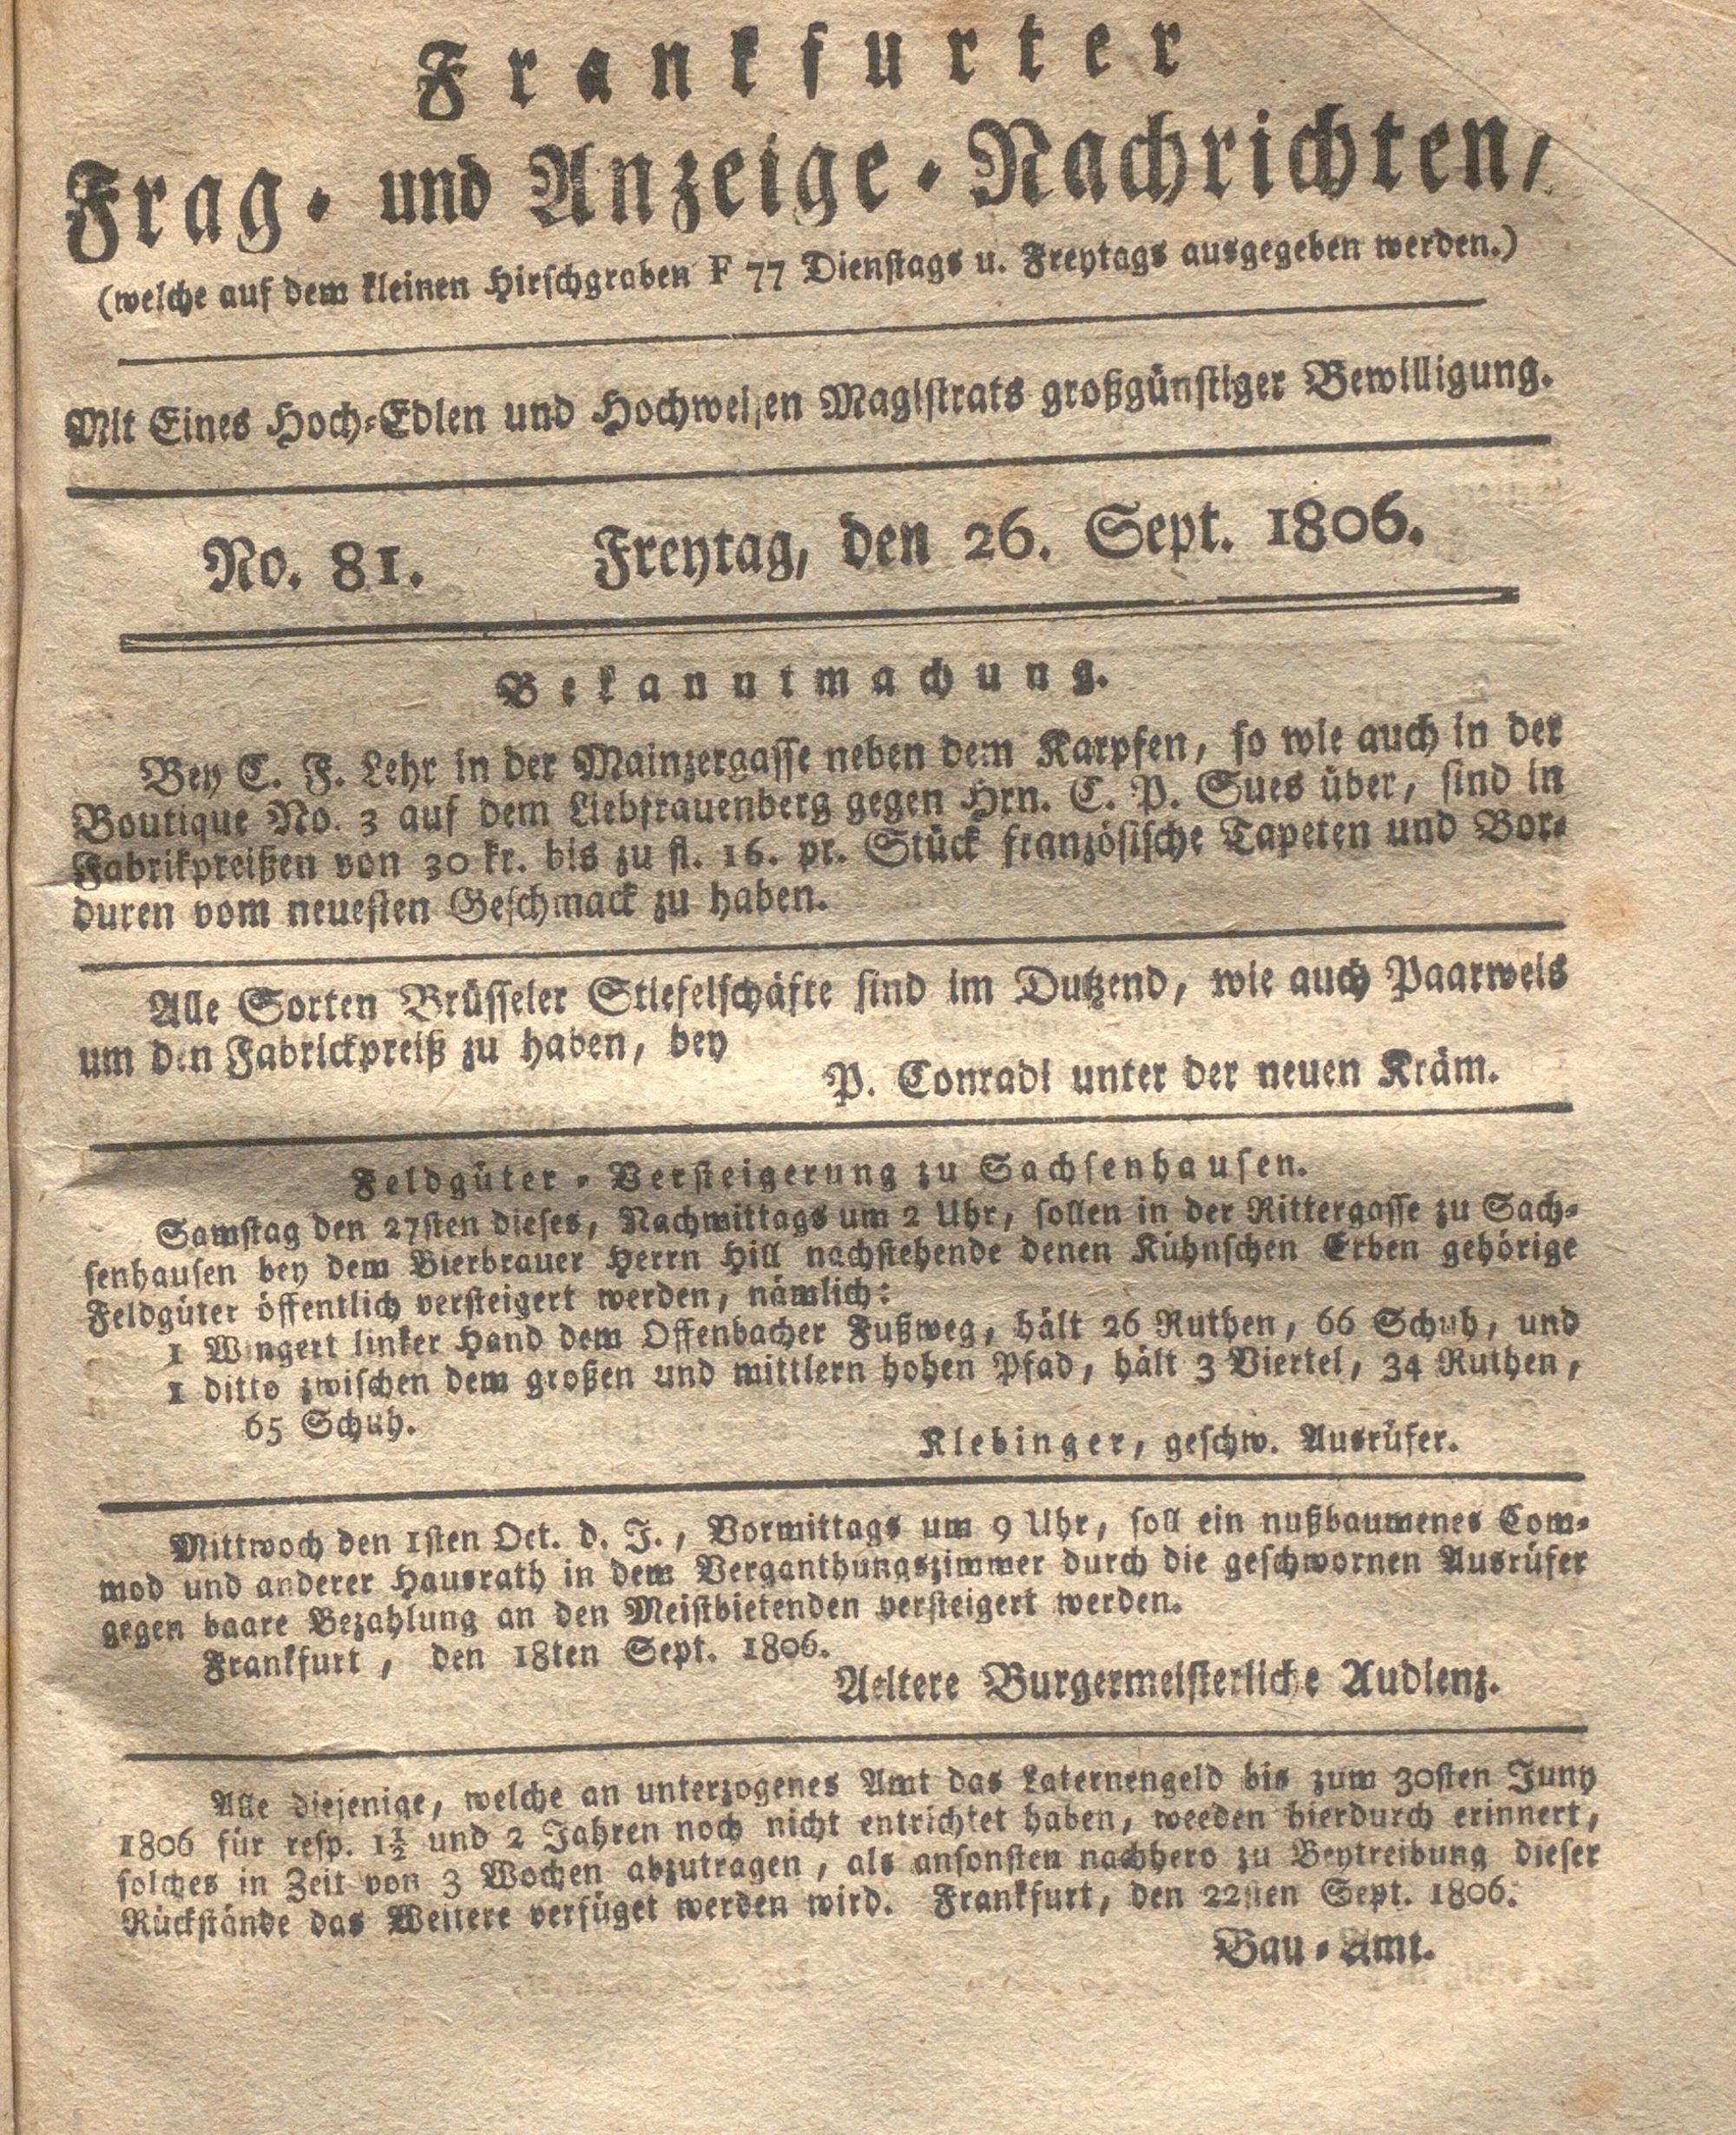 Frankfurter
Frag- und Anzeige-Nachrichten,
(welche auf dem kleinen Hirschgraben F 77 Dienstags u. Freytags ausgegeben werden.)
Mit Eines Hoch-Edlen und Hochweisen Magistrats großgünstiger Bewilligung.
No. 81. Freytag, den 26. Sept. 1806.
Bekanntmachung.
Bey C. F. Lehr in der Mainzergasse neben dem Karpfen, so wie auch in der
Boutique No. 3 auf dem Liebfrauenberg gegen Hrn. C. P. Sues über, sind in
Fabrikpreißen von 30 kr. bis zu fl. 16. pr. Stück französische Tapeten und Bor-
duren vom neuesten Geschmack zu haben.
Alle Sorten Brüsseler Stiefelschäfte sind im Dutzend, wie auch Paarweis
um den Fabrickpreiß zu haben, bey
P. Conradi unter der neuen Kräm.
Feldgüter-Versteigerung zu Sachsenhausen.
Samstag den 27sten dieses, Nachmittags um 2 Uhr, sollen in der Rittergasse zu Sach-
senhausen bey dem Bierbrauer Herrn Hill nachstehende denen Kühnschen Erben gehörige
Feldgüter öffentlich versteigert werden, nämlich:
1 Wingert linker Hand dem Offenbacher Fußweg, hält 26 Ruthen, 66 Schuh, und
1 ditto zwischen dem großen und mittlern hohen Pfad, hält 3 Viertel, 34 Ruthen,
65 Schuh.
Klebinger, geschw. Ausrüfer.
Mittwoch den 1sten Oct. d. J., Vormittags um 9 Uhr, soll ein nußbaumenes Com-
mod und anderer Hausrath in dem Verganthungszimmer durch die geschwornen Ausrüfer
gegen baare Bezahlung an den Meistbietenden versteigert werden.
Frankfurt, den 18ten Sept. 1806.
Aeltere Burgermeisterliche Audienz.
Alle diejenige, welche an unterzogenes Amt das Laternengeld bis zum 30sten Juny
1806 für resp. 1½ und 2 Jahren noch nicht entrichtet haben, weeden hierdurch erinnert,
solches in Zeit von 3 Wochen abzutragen, als ansonsten nachhero zu Beytreibung dieser
Rückstände das Weitere verfüget werden wird. Frankfurt, den 22sten Sept. 1806.
Bau-Amt.